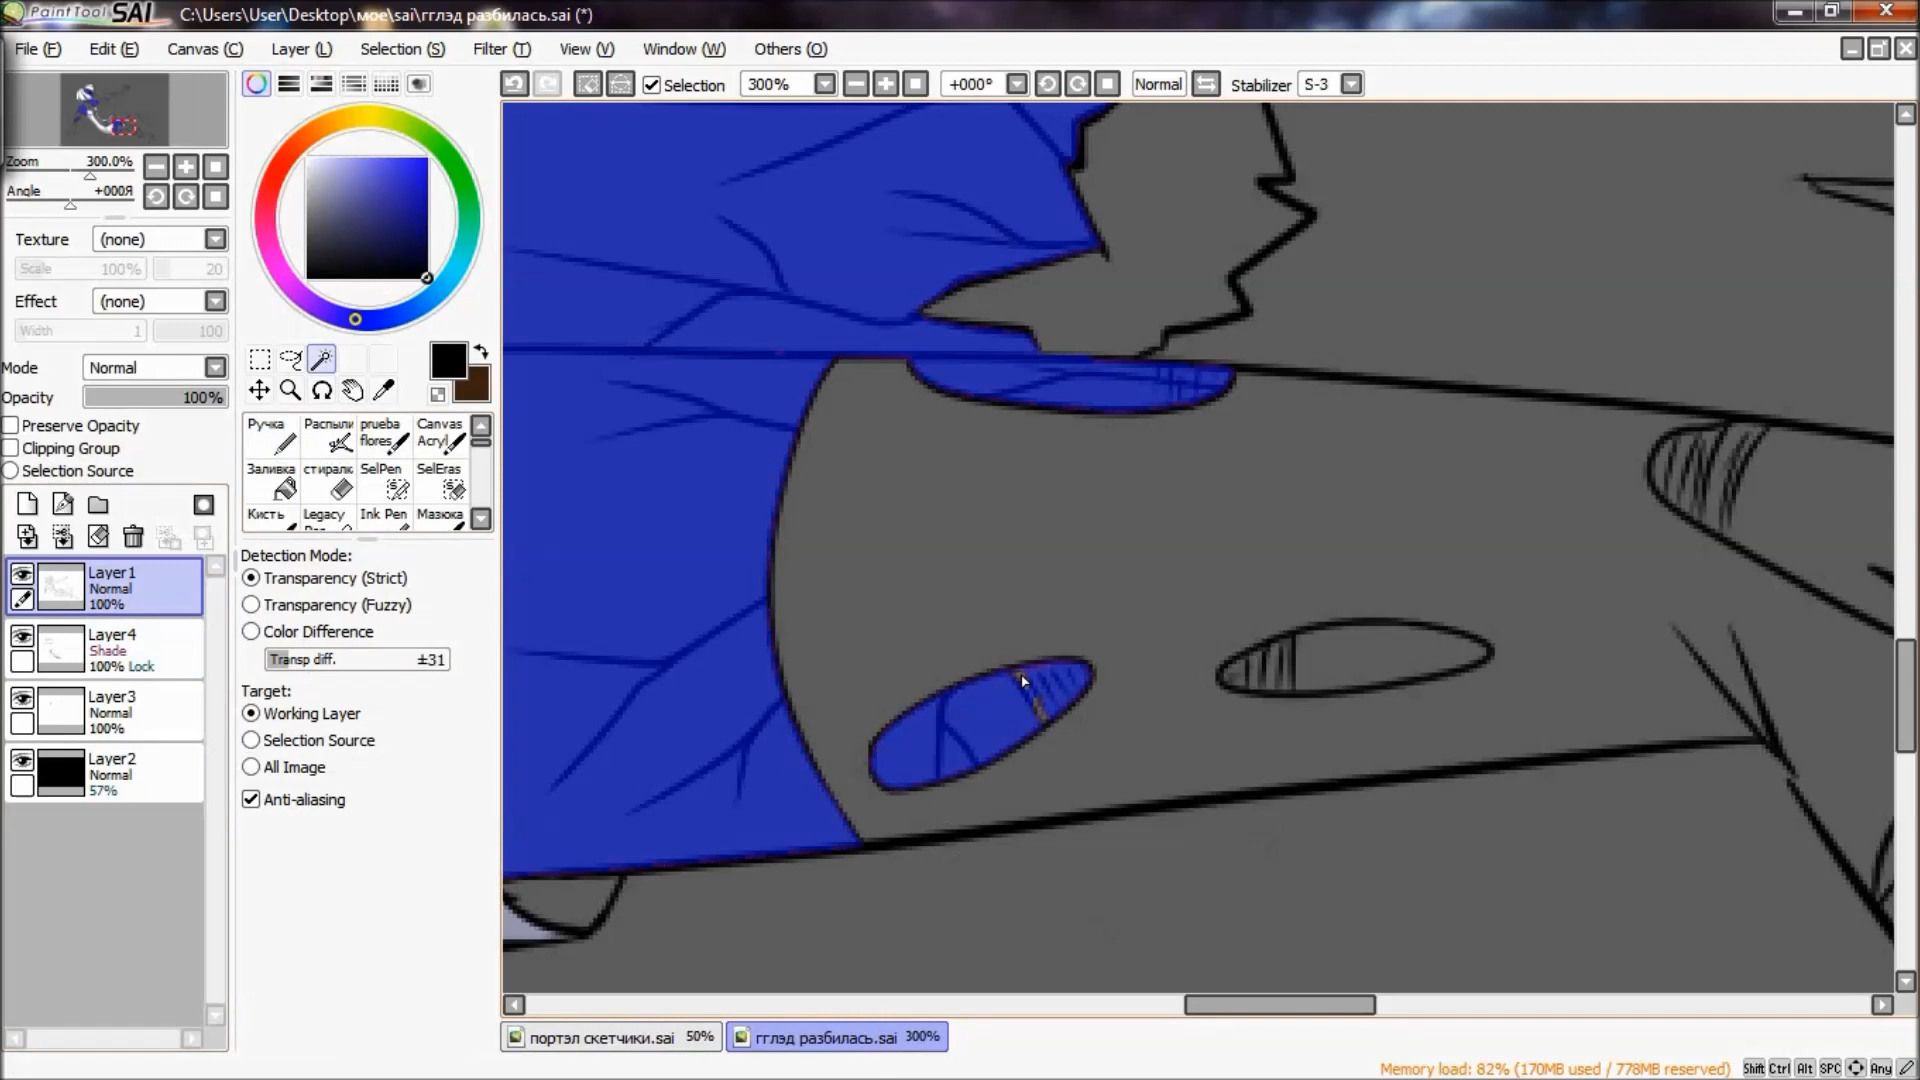 PaintTool SAI C:\Users\User\Desktop\мое\sai\гглэд разбилась.sai (*)
File (F) Edit (E) Canvas (C) Layer (L) Selection (S) Filter (T) View (V) Window (W) Others (O)
Selection 300% +000° Normal Stabilizer S-3
Zoom 300.0%
Angle +000Я
Texture (none)
Scale 100% 20
Effect (none)
Width 1 100
Mode Normal
Opacity 100%
Preserve Opacity
Clipping Group
Selection Source
Layer1
Normal
100%
Layer4
Shade
100% Lock
Layer3
Normal
100%
Layer2
Normal
57%
Ручка Распыли prueba flores Canvas Acryl
Заливка стиралк SelPen SelEras
Кисть Legacy Pen Ink Pen Мазюка
Detection Mode:
Transparency (Strict)
Transparency (Fuzzy)
Color Difference
Transp diff. ±31
Target:
Working Layer
Selection Source
All Image
Anti-aliasing
портэл скетчики.sai 50% гглэд разбилась.sai 300%
Memory load: 82% (170MB used / 778MB reserved) Shift Ctrl Alt SPC Any